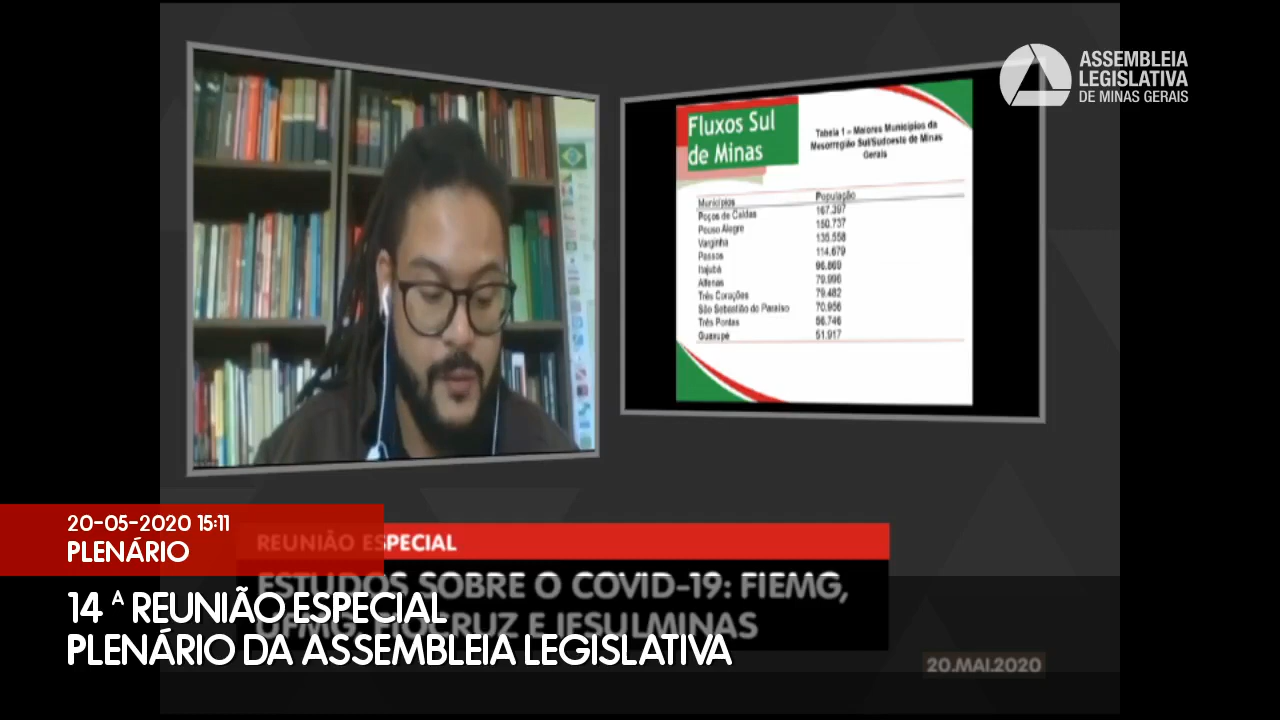 ASSEMBLEIA
LEGISLATIVA
DE MINAS GERAIS
Fluxos Sul
de Minas
Tabela 1 – Maiores Municípios da
Mesorregião Sul/Sudoeste de Minas
Gerais
Municípios População
Poços de Caldas 167.397
Pouso Alegre 150.737
Varginha 135.558
Passos 114.679
Itajubá 96.869
Alfenas 79.996
Três Corações 79.482
São Sebastião do Paraíso 70.956
Três Pontas 56.746
Guaxupé 51.917
20-05-2020 15:11
PLENÁRIO
REUNIÃO ESPECIAL
ESTUDOS SOBRE O COVID-19: FIEMG,
UFMG, FIOCRUZ E IESULMINAS
14 ª REUNIÃO ESPECIAL
PLENÁRIO DA ASSEMBLEIA LEGISLATIVA
20.MAI.2020